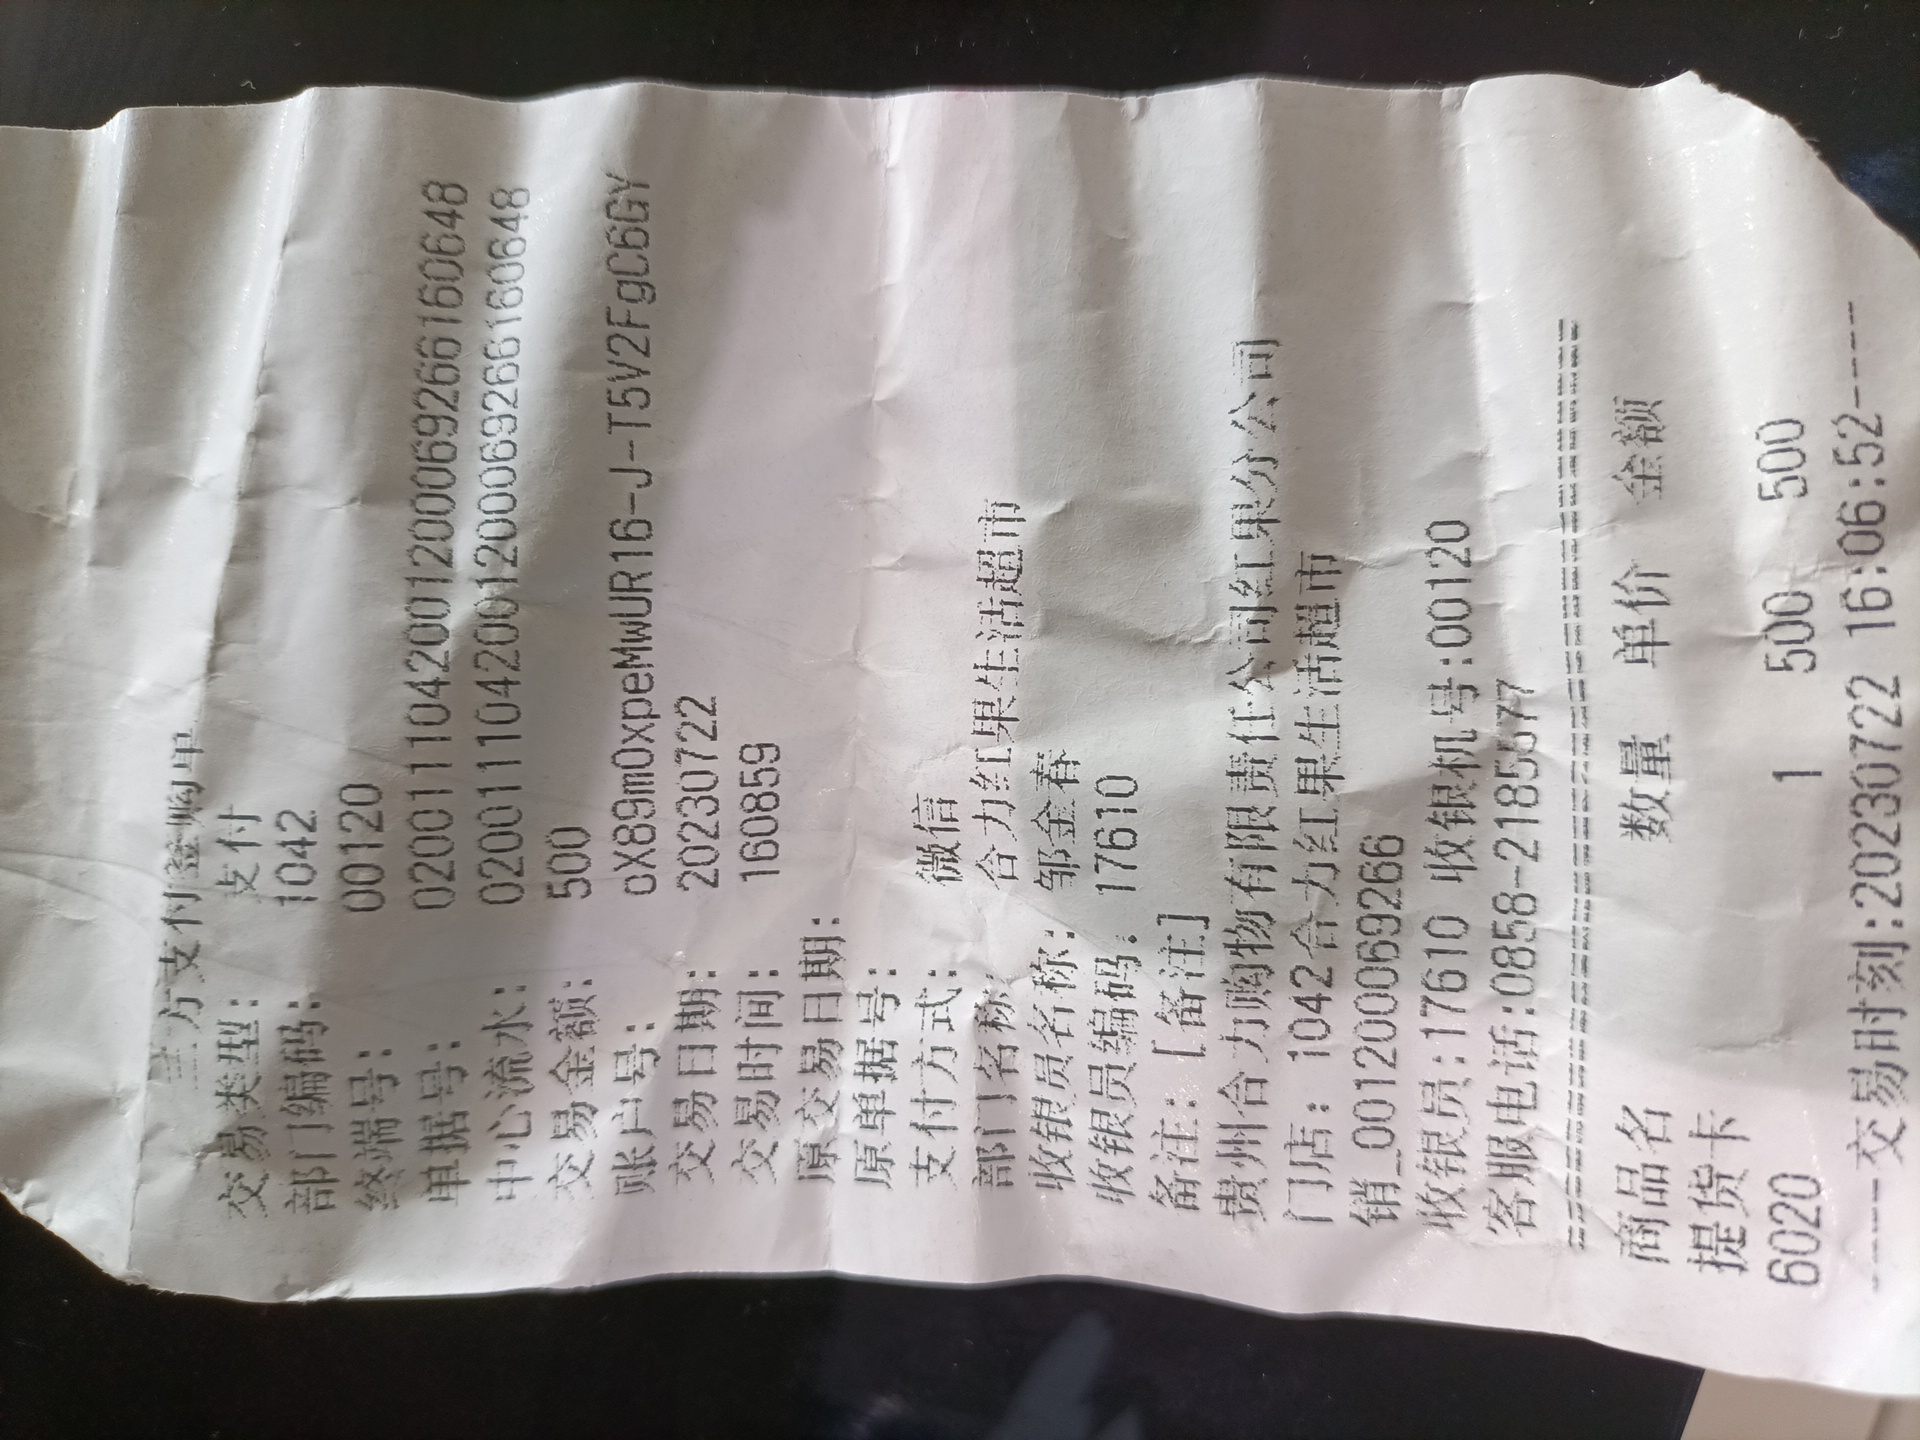 三方支付签购单
交易类型： 支付
部门编码： 1042
终端号： 00120
单据号： 020011104200120006926616​0648
中心流水： 0200111042001200069266160648
交易金额： 500
账户号： oX89m0xpeMwUR16-J-T5V2FgC6GY
交易日期： 20230722
交易时间： 160859
原交易日期：
原单据号：
支付方式： 微信
部门名称： 合力红果生活超市
收银员名称： 邹金春
收银员编码： 17610
备注： [备注]
贵州合力购物有限责任公司红果分公司
门店： 1042合力红果生活超市
销_00120069266
收银员:17610 收银机号:00120
客服电话:0858-2185577
========================================
商品名 数量 单价 金额
提货卡
6020 1 500 500
-----交易时刻:20230722 16:06:52----